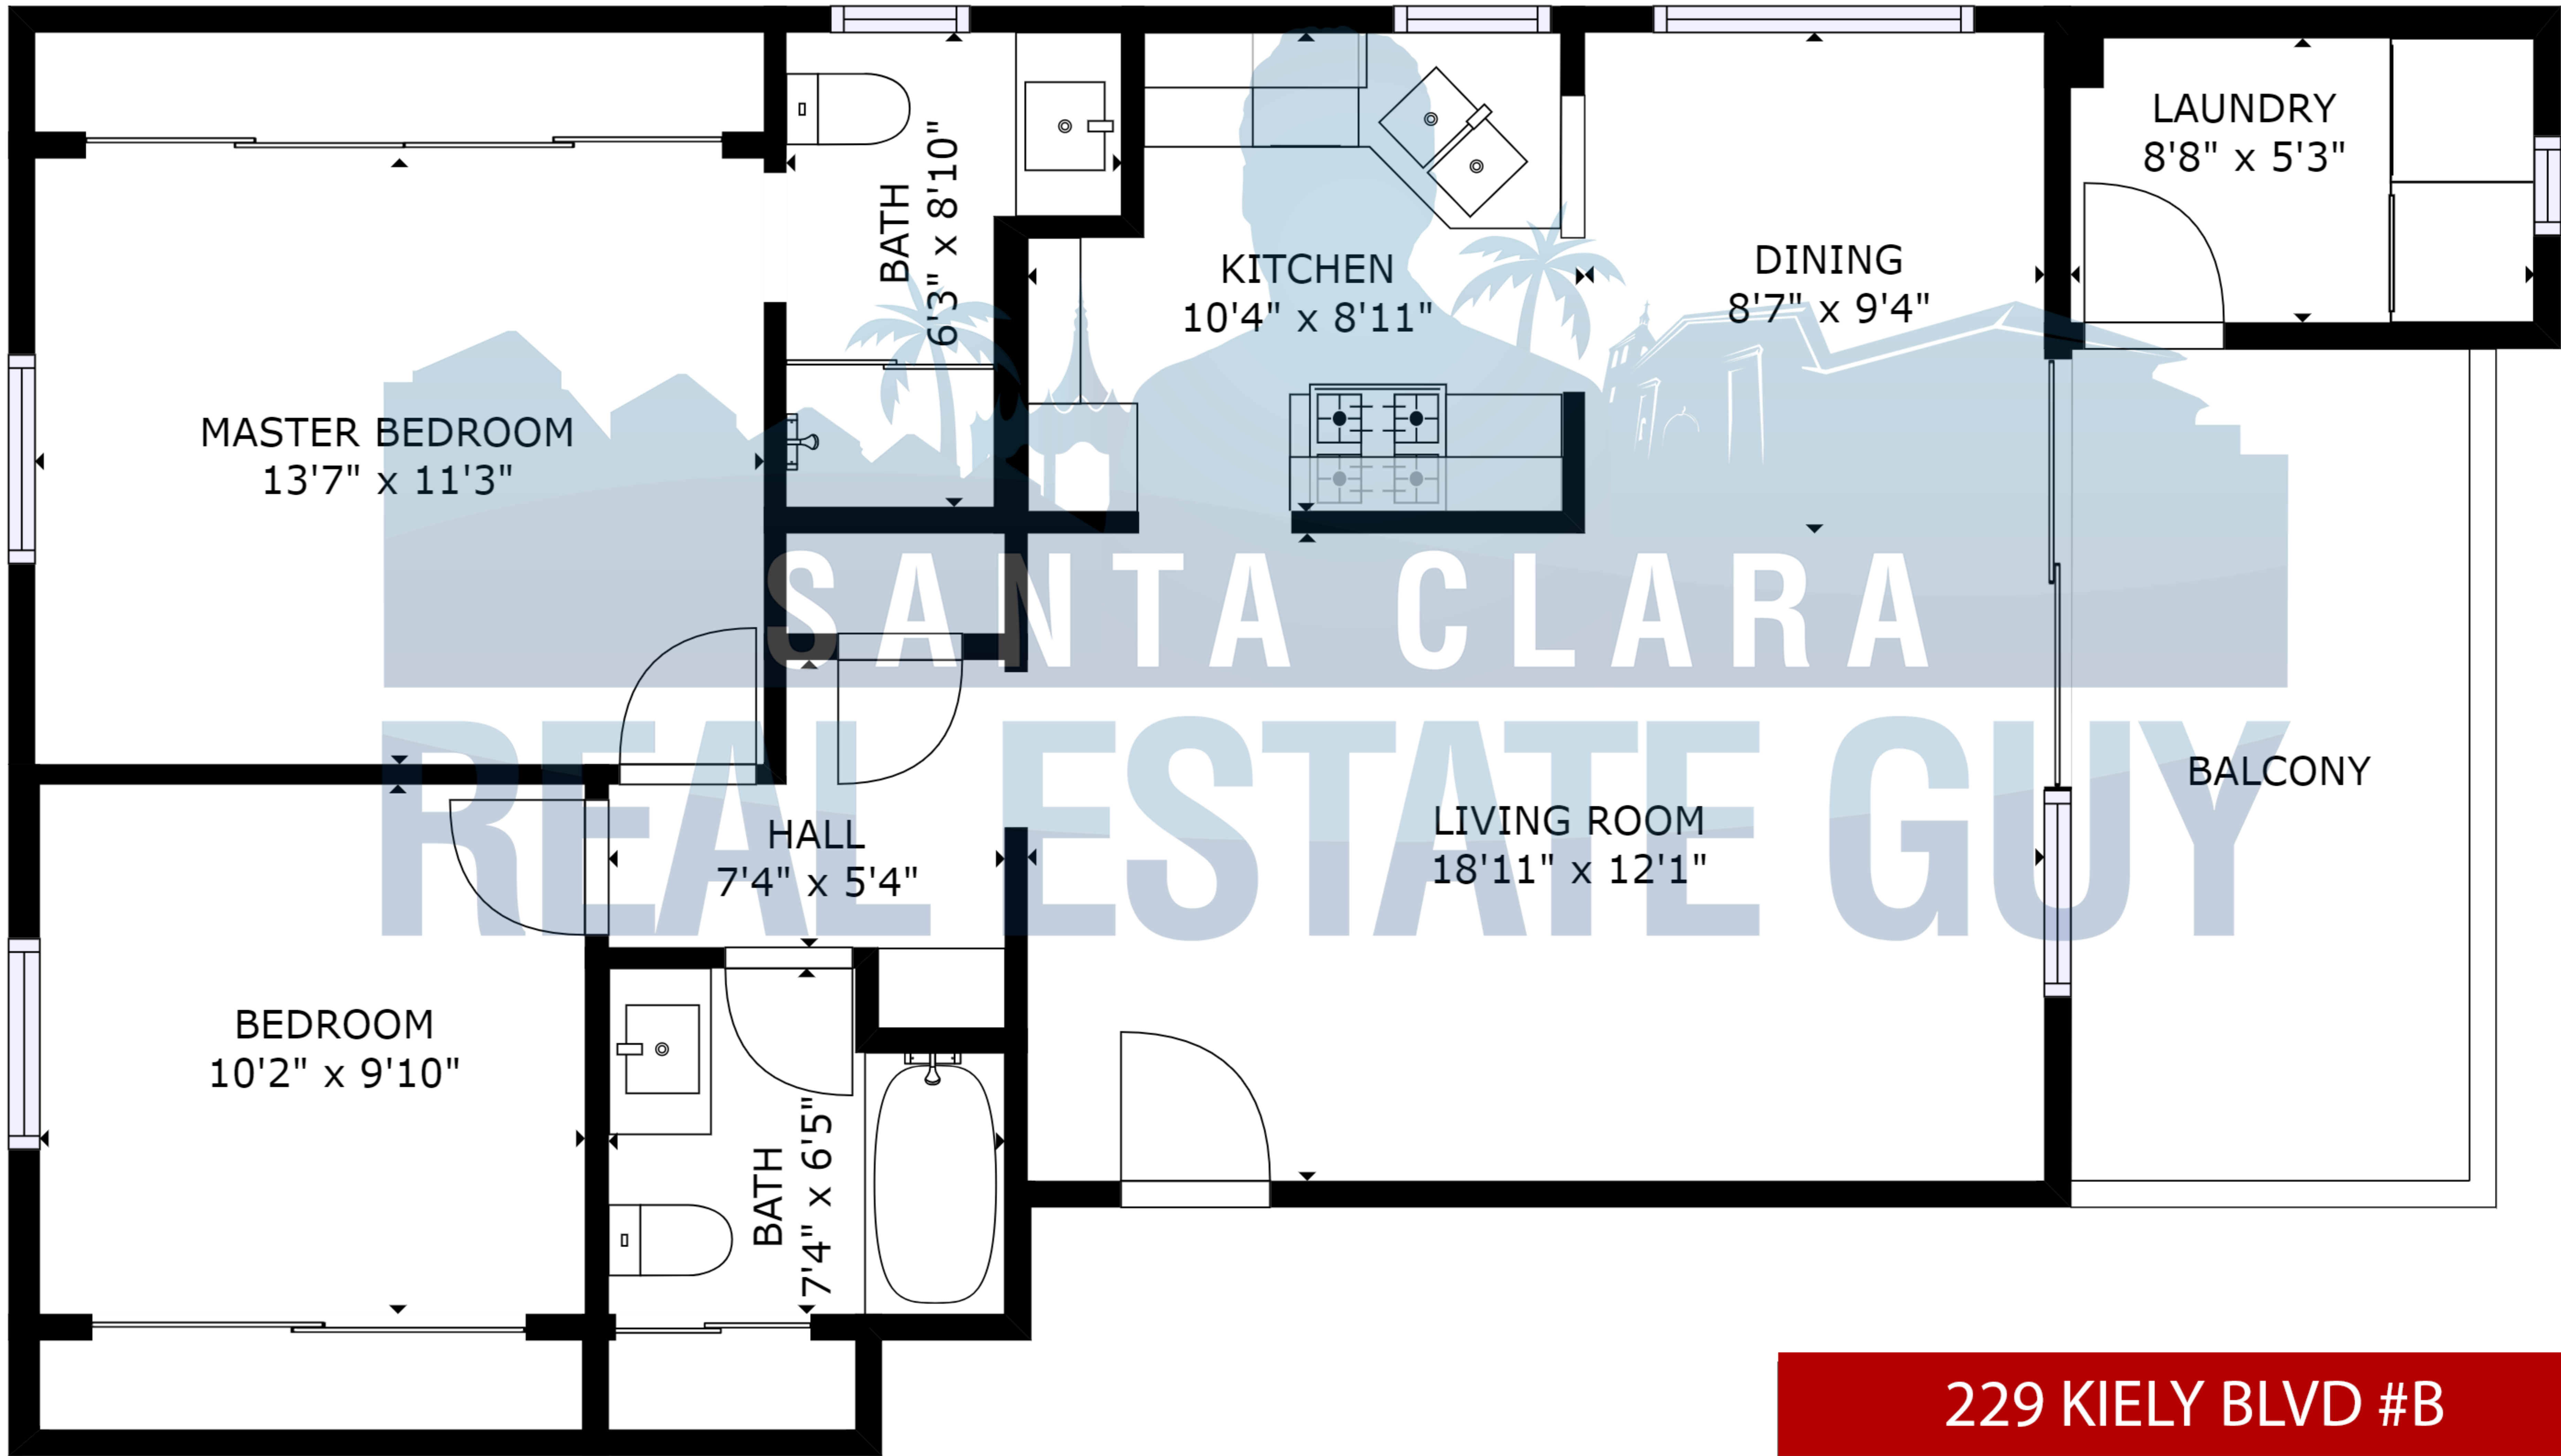 LAUNDRY
8'8" x 5'3"
BATH
6'3" x 8'10"
KITCHEN
10'4" x 8'11"
DINING
8'7" x 9'4"
MASTER BEDROOM
13'7" x 11'3"
SANTA CLARA
REAL ESTATE GUY
BALCONY
HALL
7'4" x 5'4"
LIVING ROOM
18'11" x 12'1"
BEDROOM
10'2" x 9'10"
BATH
7'4" x 6'5"
229 KIELY BLVD #B